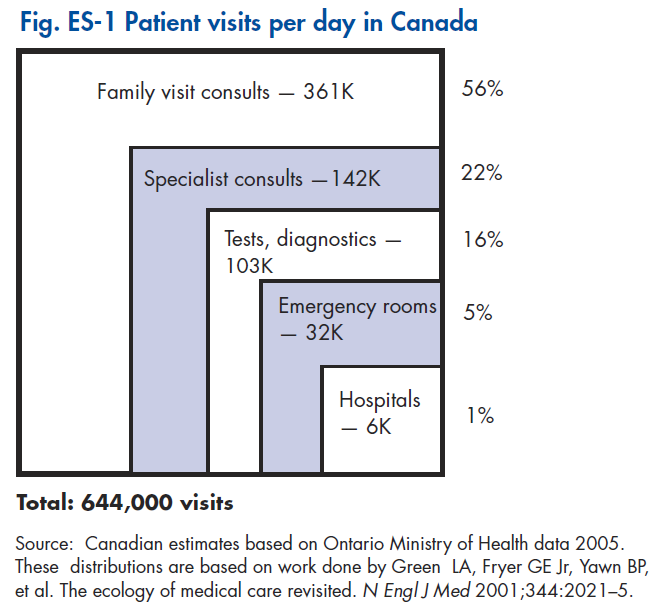 Fig. ES-1 Patient visits per day in Canada
Family visit consults — 361K
56%
Specialist consults —142K
22%
Tests, diagnostics —
103K
16%
Emergency rooms
— 32K
5%
Hospitals
— 6K
1%
Total: 644,000 visits
Source: Canadian estimates based on Ontario Ministry of Health data 2005.
These distributions are based on work done by Green LA, Fryer GE Jr, Yawn BP,
et al. The ecology of medical care revisited. N Engl J Med 2001;344:2021–5.